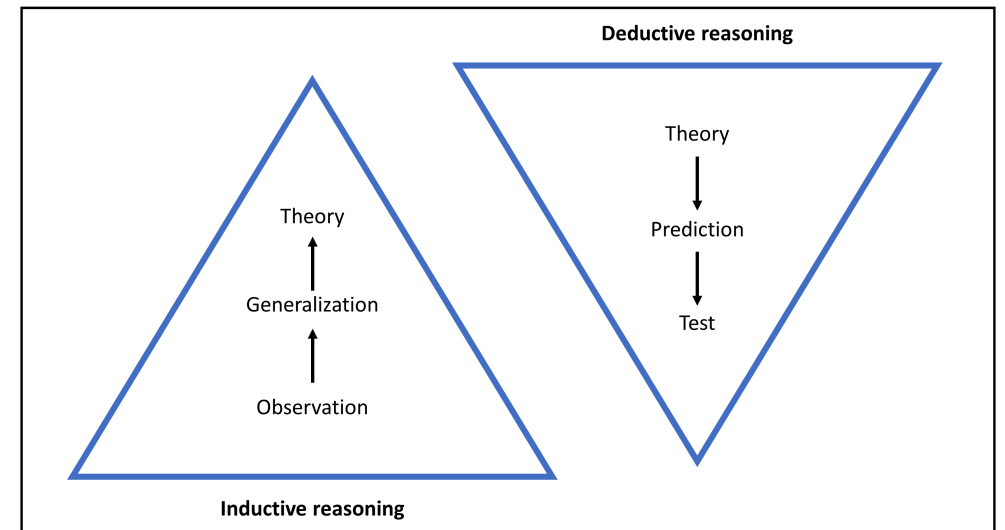 Deductive reasoning
Theory
Prediction
Test
Theory
Generalization
Observation
Inductive reasoning